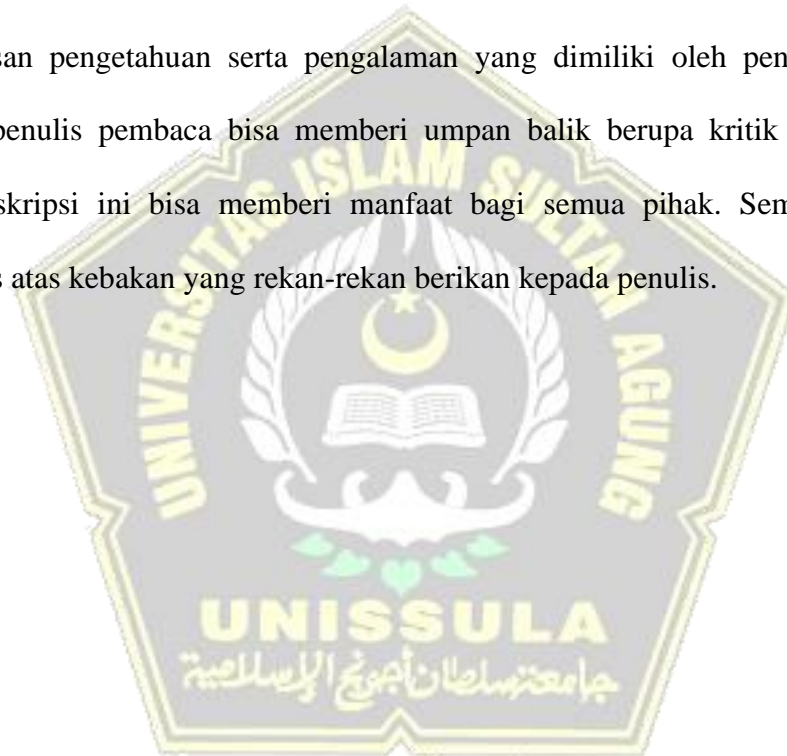 san pengetahuan serta pengalaman yang dimiliki oleh pen
penulis pembaca bisa memberi umpan balik berupa kritik
skripsi ini bisa memberi manfaat bagi semua pihak. Sem
s atas kebakan yang rekan-rekan berikan kepada penulis.
UNIVERSITAS ISLAM SULTAN AGUNG
UNISSULA
جامعة سلطان أجونج الإسلامية